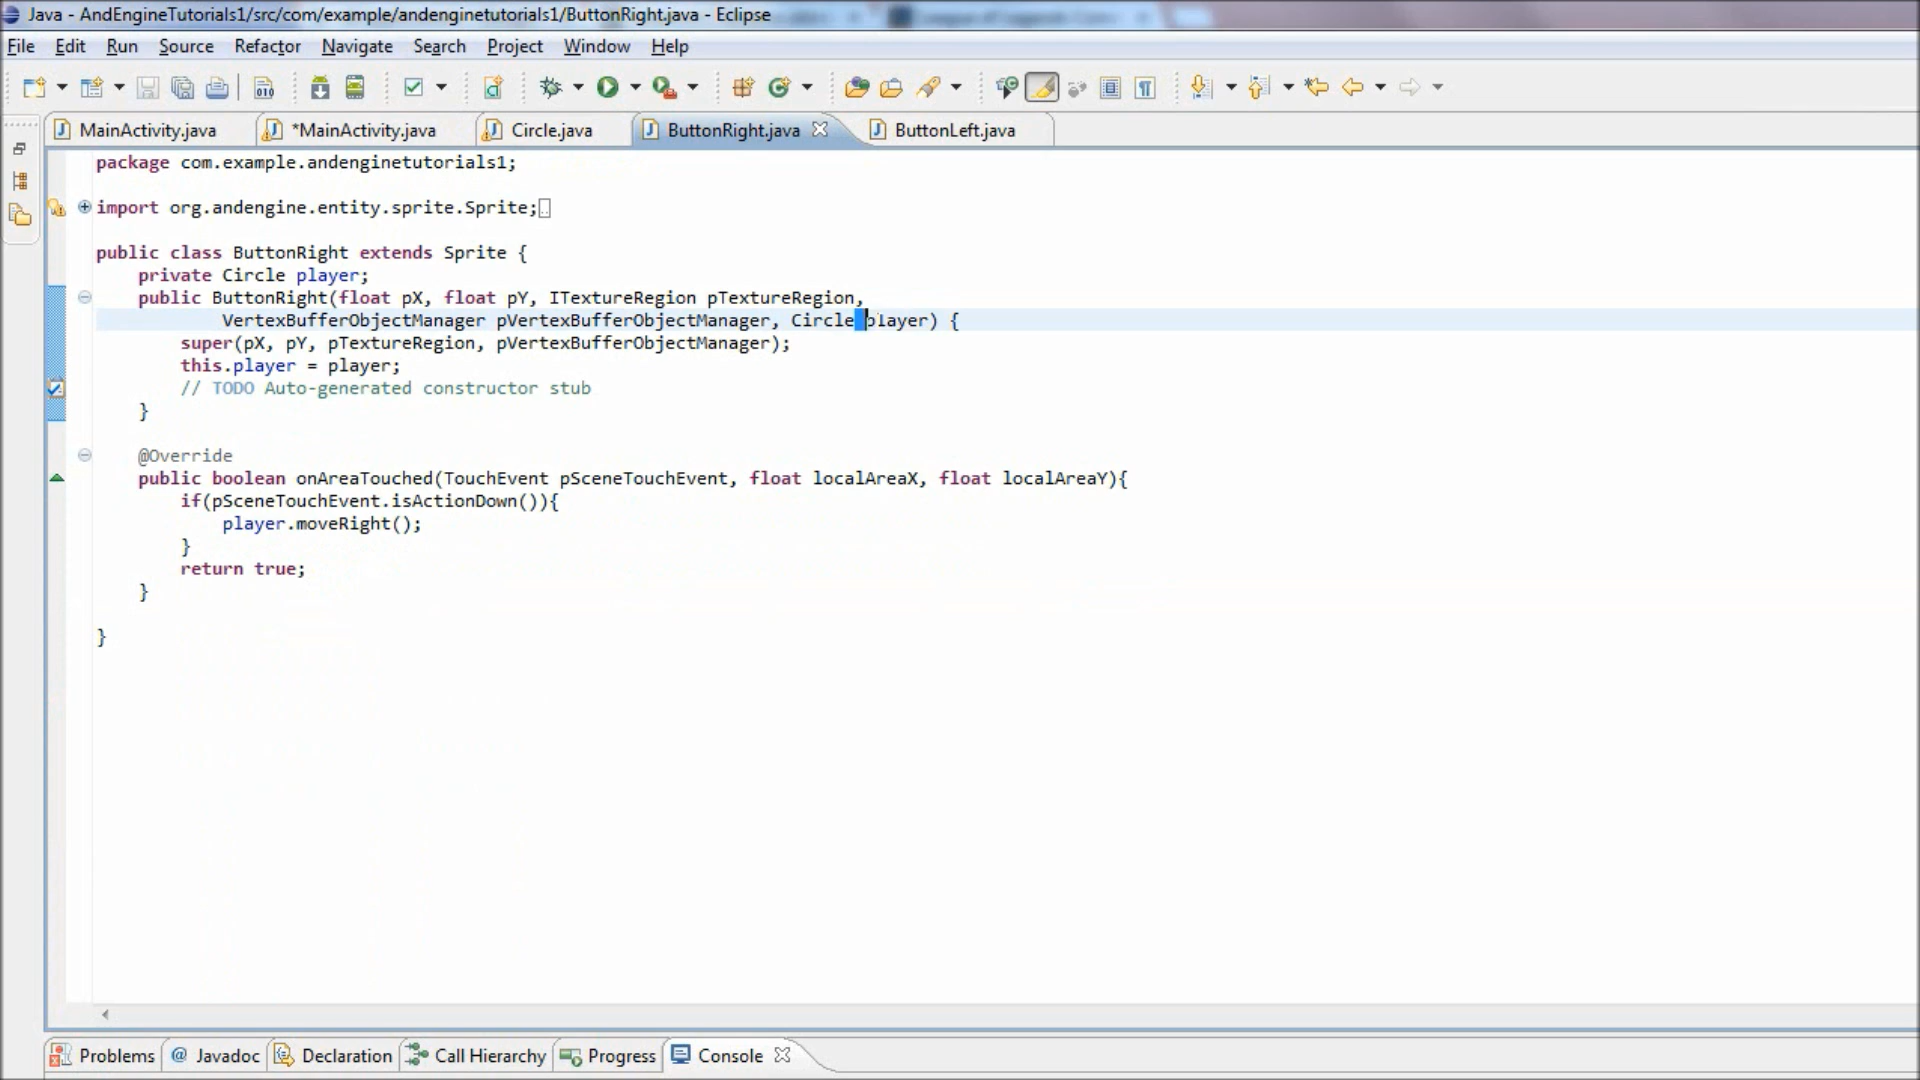 Java - AndEngineTutorials1/src/com/example/andenginetutorials1/ButtonRight.java - Eclipse
File Edit Run Source Refactor Navigate Search Project Window Help
MainActivity.java *MainActivity.java Circle.java ButtonRight.java ButtonLeft.java
package com.example.andenginetutorials1;
import org.andengine.entity.sprite.Sprite;
public class ButtonRight extends Sprite {
private Circle player;
public ButtonRight(float pX, float pY, ITextureRegion pTextureRegion,
VertexBufferObjectManager pVertexBufferObjectManager, Circle player) {
super(pX, pY, pTextureRegion, pVertexBufferObjectManager);
this.player = player;
// TODO Auto-generated constructor stub
}
@Override
public boolean onAreaTouched(TouchEvent pSceneTouchEvent, float localAreaX, float localAreaY){
if(pSceneTouchEvent.isActionDown()){
player.moveRight();
}
return true;
}
}
Problems @ Javadoc Declaration Call Hierarchy Progress Console